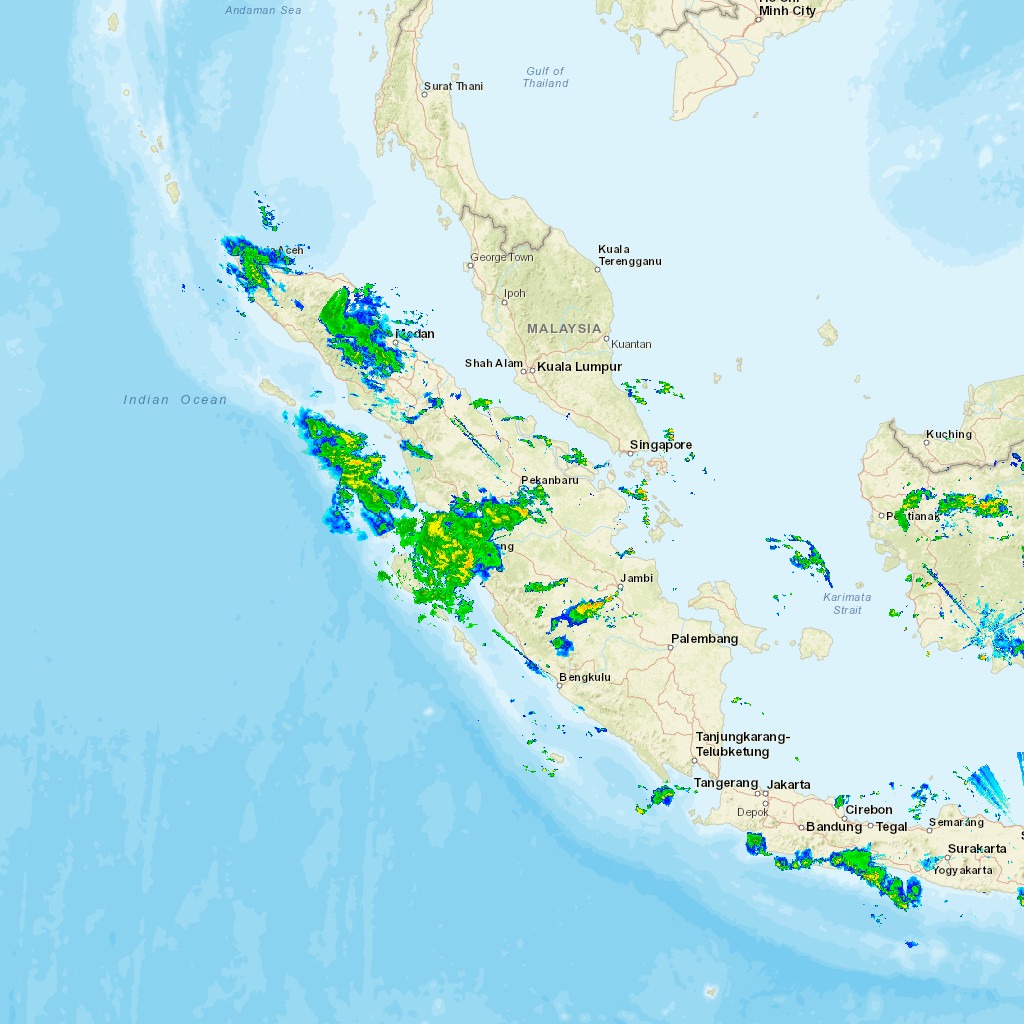 Andaman Sea
Minh City
Gulf of
Thailand
Surat Thani
Aceh
GeorgeTown
Kuala
Terengganu
Ipoh
MALAYSIA
Medan
Kuantan
Shah Alam
Kuala Lumpur
Indian Ocean
Singapore
Kuching
Pekanbaru
Pontianak
Jambi
Karimata
Strait
Palembang
Bengkulu
Tanjungkarang-
Telubketung
Tangerang
Jakarta
Depok
Cirebon
Bandung
Tegal
Semarang
Surakarta
Yogyakarta